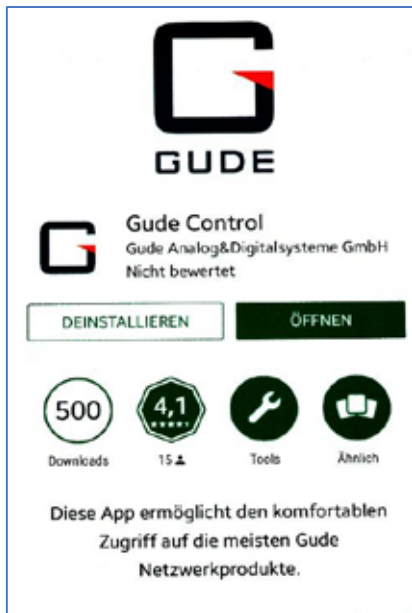 GUDE
Gude Control
Gude Analog&Digitalsysteme GmbH
Nicht bewertet
DEINSTALLIEREN
ÖFFNEN
500
4,1
Downloads
15
Tools
Ähnlich
Diese App ermöglicht den komfortablen
Zugriff auf die meisten Gude
Netzwerkprodukte.